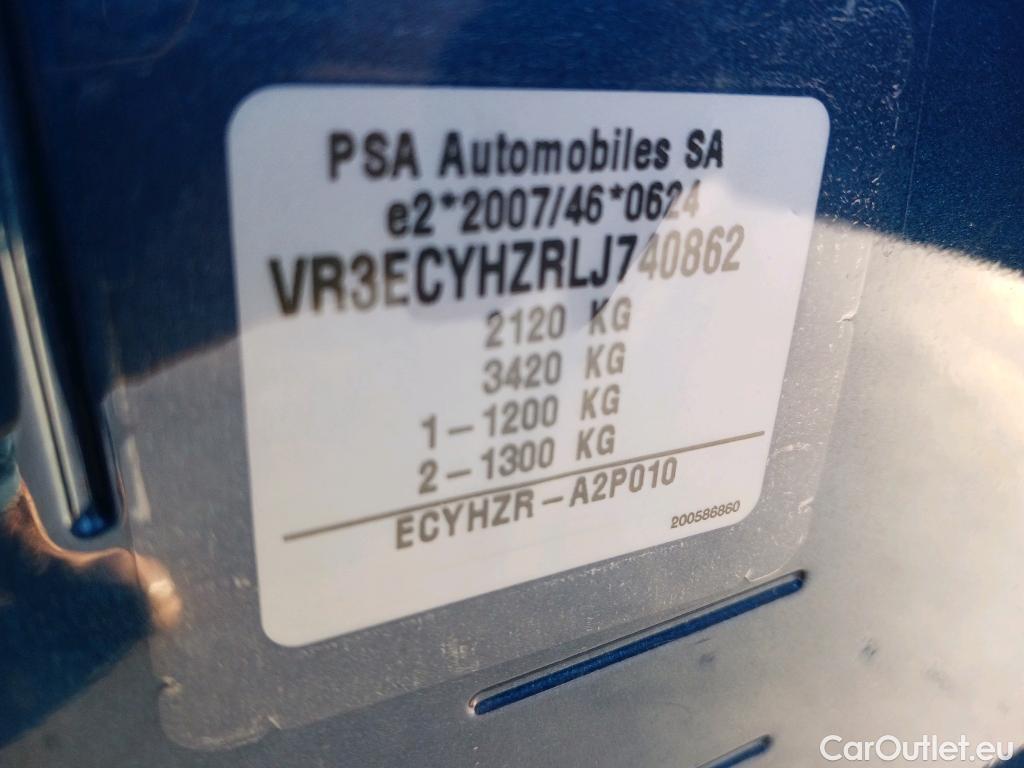 PSA Automobiles SA
e2*2007/46*0624
VR3ECYHZRLJ740862
2120 KG
3420 KG
1-1200 KG
2-1300 KG
ECYHZR-A2P010
200586860
CarOutlet.eu